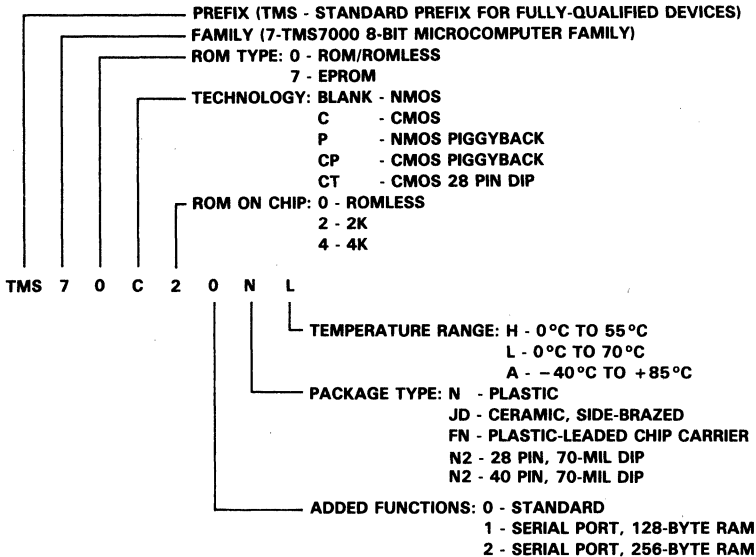 PREFIX (TMS - STANDARD PREFIX FOR FULLY-QUALIFIED DEVICES)
FAMILY (7-TMS7000 8-BIT MICROCOMPUTER FAMILY)
ROM TYPE: 0 - ROM/ROMLESS
7 - EPROM
TECHNOLOGY: BLANK - NMOS
C - CMOS
P - NMOS PIGGYBACK
CP - CMOS PIGGYBACK
CT - CMOS 28 PIN DIP
ROM ON CHIP: 0 - ROMLESS
2 - 2K
4 - 4K
TMS 7 0 C 2 0 N L
TEMPERATURE RANGE: H - 0°C TO 55°C
L - 0°C TO 70°C
A - −40°C TO +85°C
PACKAGE TYPE: N - PLASTIC
JD - CERAMIC, SIDE-BRAZED
FN - PLASTIC-LEADED CHIP CARRIER
N2 - 28 PIN, 70-MIL DIP
N2 - 40 PIN, 70-MIL DIP
ADDED FUNCTIONS: 0 - STANDARD
1 - SERIAL PORT, 128-BYTE RAM
2 - SERIAL PORT, 256-BYTE RAM